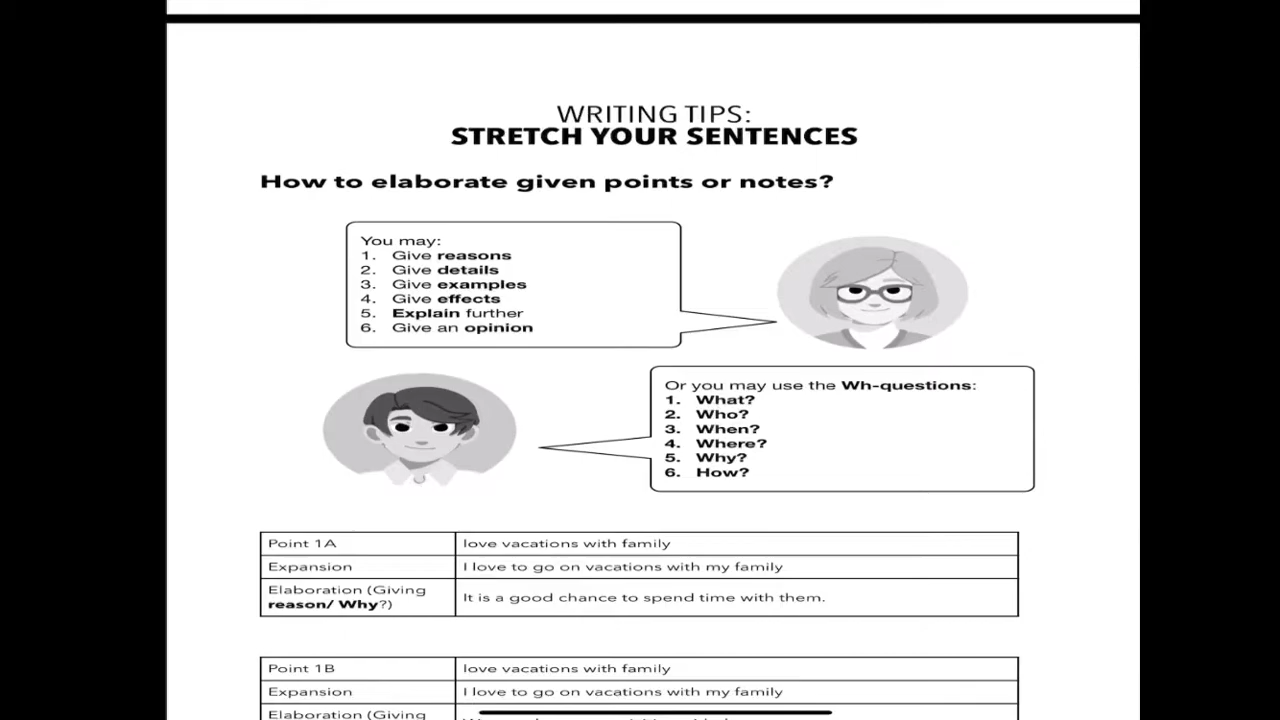 WRITING TIPS:
STRETCH YOUR SENTENCES
How to elaborate given points or notes?
You may:
1. Give reasons
2. Give details
3. Give examples
4. Give effects
5. Explain further
6. Give an opinion
Or you may use the Wh-questions:
1. What?
2. Who?
3. When?
4. Where?
5. Why?
6. How?
Point 1A love vacations with family
Expansion I love to go on vacations with my family
Elaboration (Giving
reason/ Why?) It is a good chance to spend time with them.
Point 1B love vacations with family
Expansion I love to go on vacations with my family
Elaboration (Giving